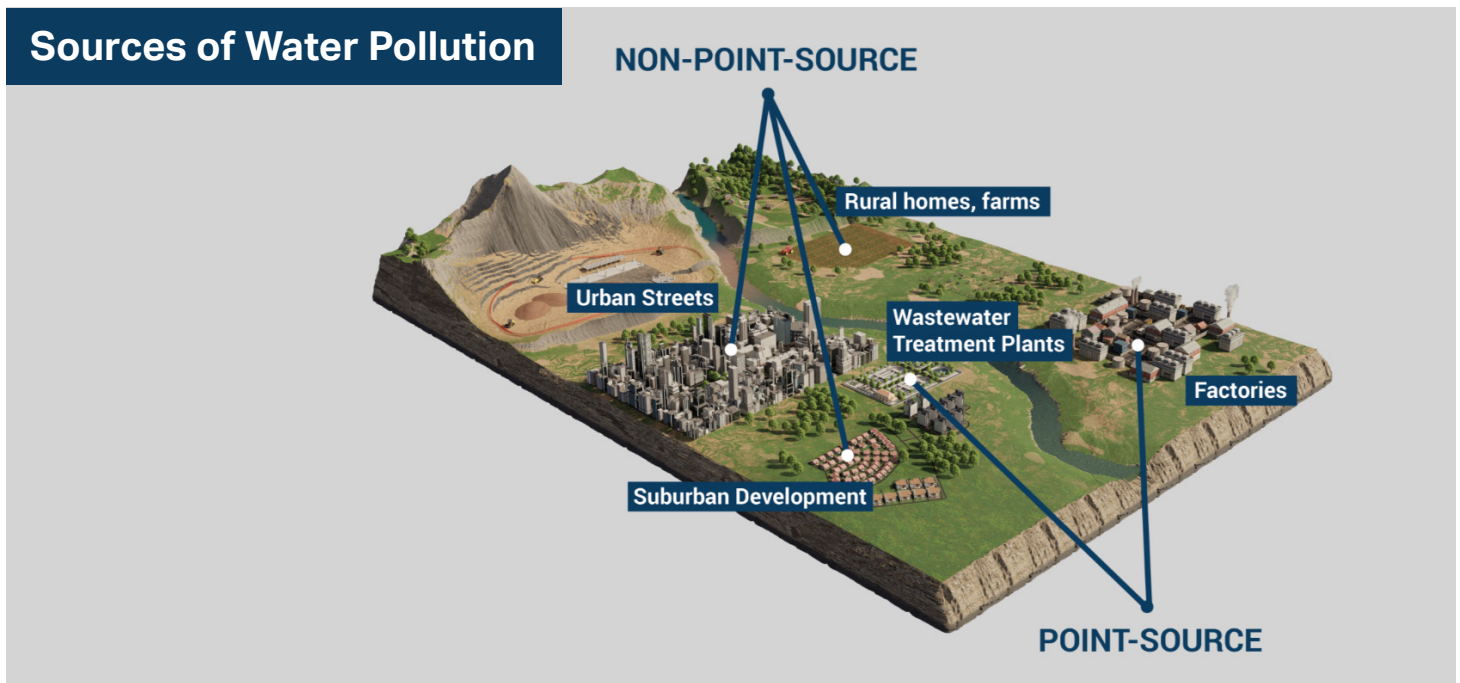 Sources of Water Pollution
NON-POINT-SOURCE
Rural homes, farms
Urban Streets
Wastewater
Treatment Plants
Factories
Suburban Development
POINT-SOURCE